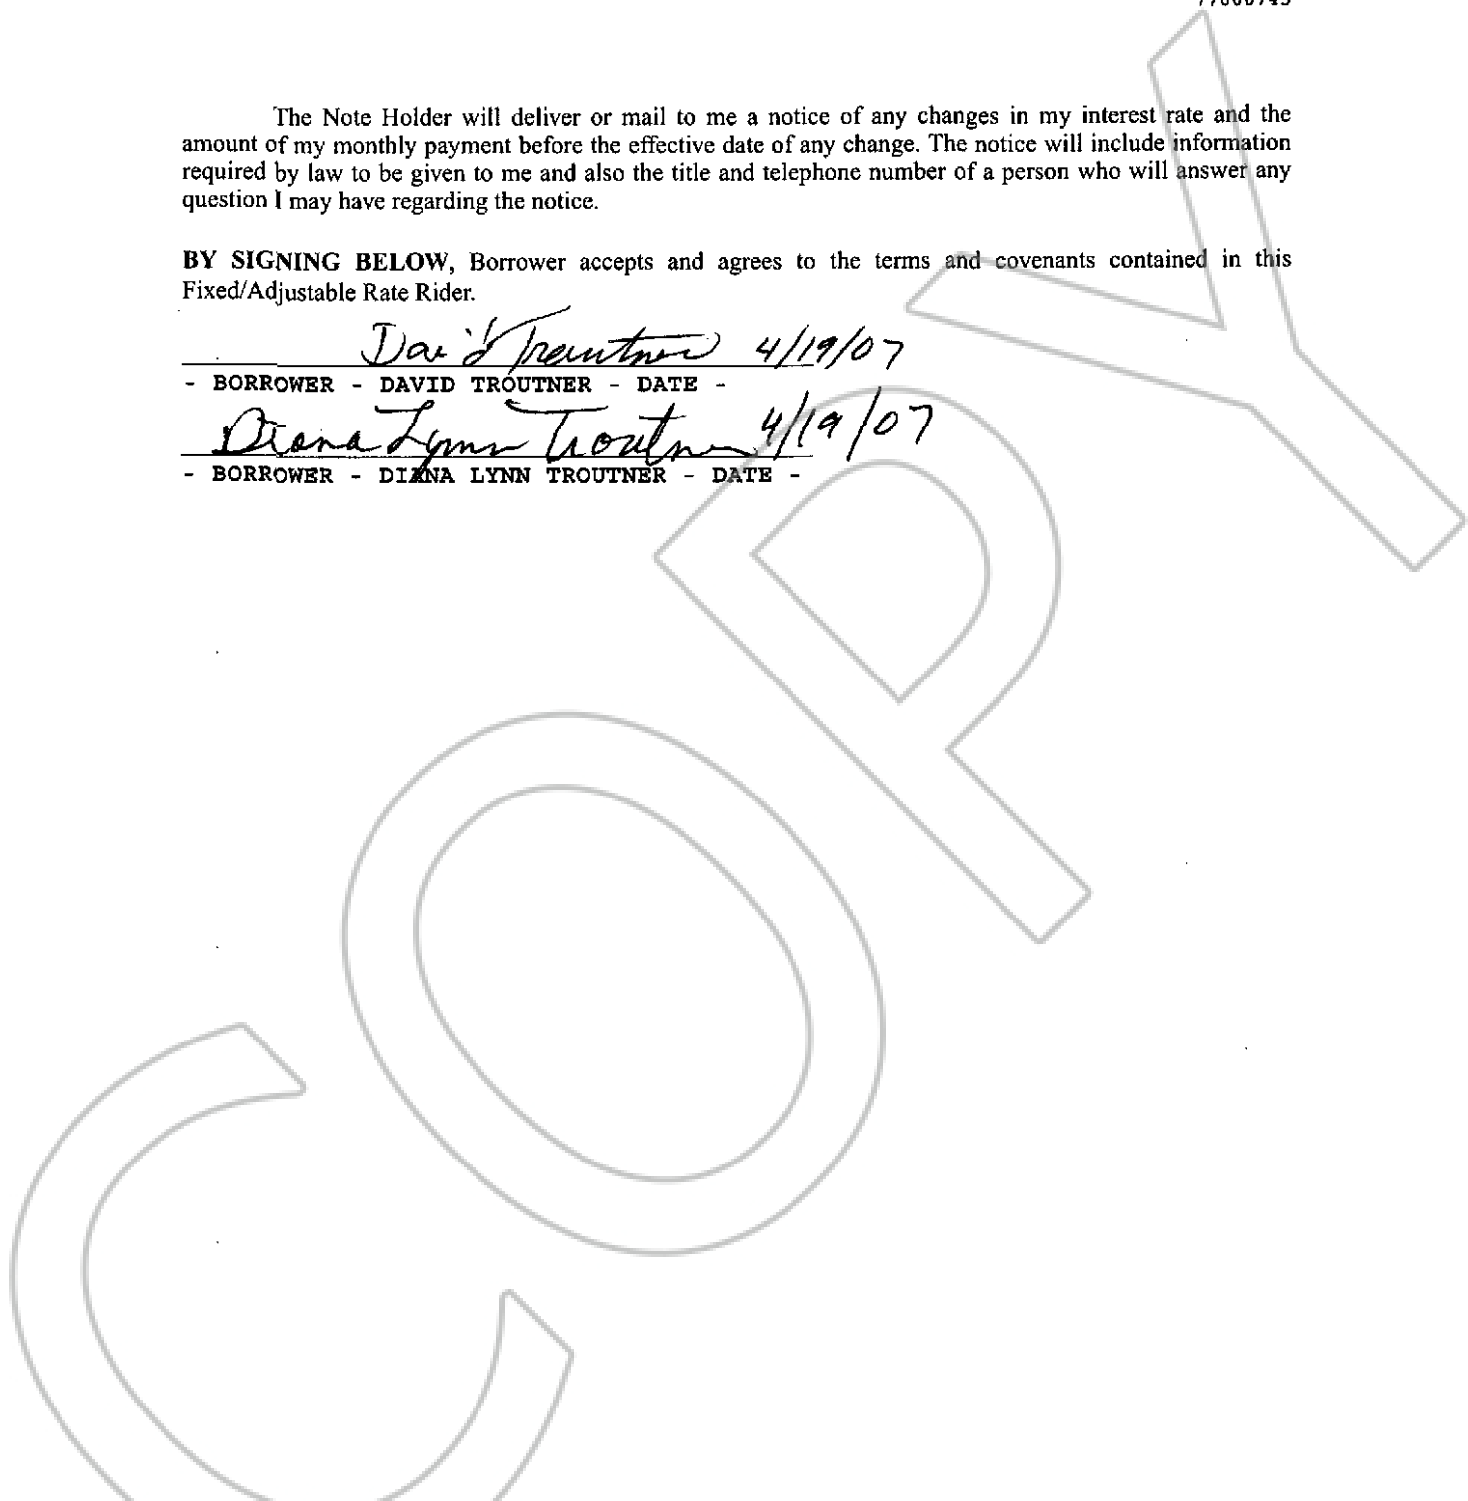 The Note Holder will deliver or mail to me a notice of any changes in my interest rate and the
amount of my monthly payment before the effective date of any change. The notice will include information
required by law to be given to me and also the title and telephone number of a person who will answer any
question I may have regarding the notice.
BY SIGNING BELOW, Borrower accepts and agrees to the terms and covenants contained in this
Fixed/Adjustable Rate Rider.
David Troutner 4/19/07
- BORROWER - DAVID TROUTNER - DATE -
Diana Lynn Troutner 4/19/07
- BORROWER - DIANA LYNN TROUTNER - DATE -
COPY